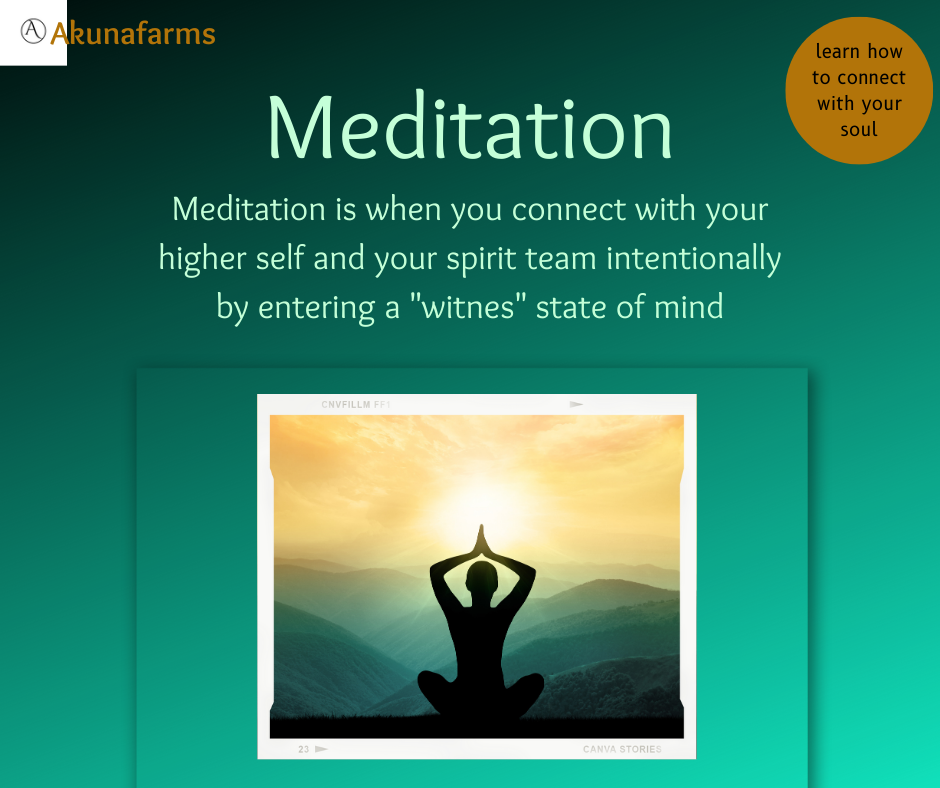 A Akunafarms
learn how
to connect
with your
soul
Meditation
Meditation is when you connect with your
higher self and your spirit team intentionally
by entering a "witnes" state of mind
CNVFILLM FF1
23
CANVA STORIES